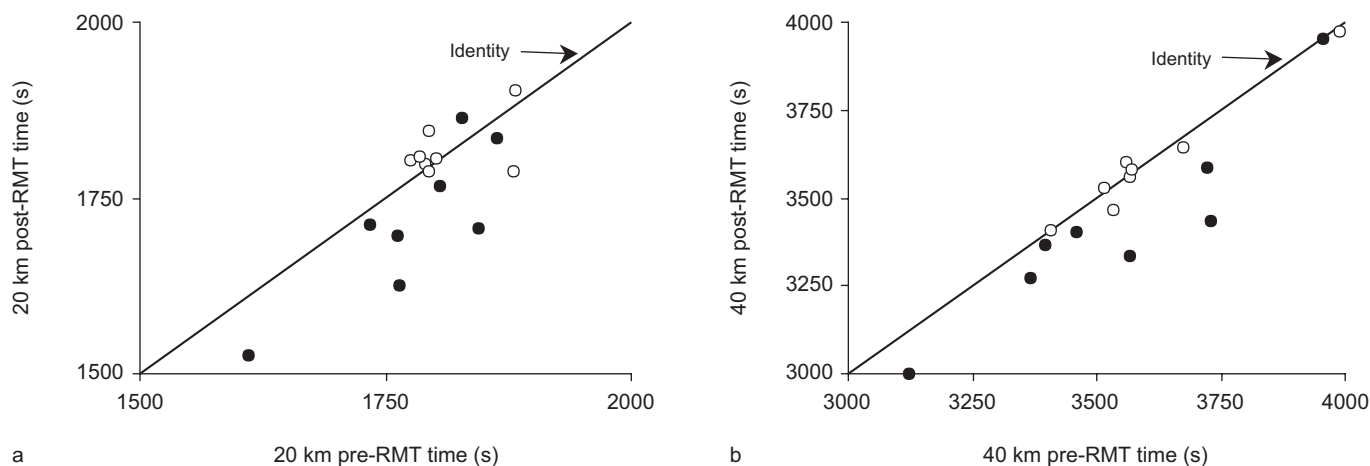 2000
Identity
1750
1500
1500
1750
2000
20 km post-RMT time (s)
20 km pre-RMT time (s)
a
4000
Identity
3750
3500
3250
3000
3000
3250
3500
3750
4000
40 km post-RMT time (s)
40 km pre-RMT time (s)
b